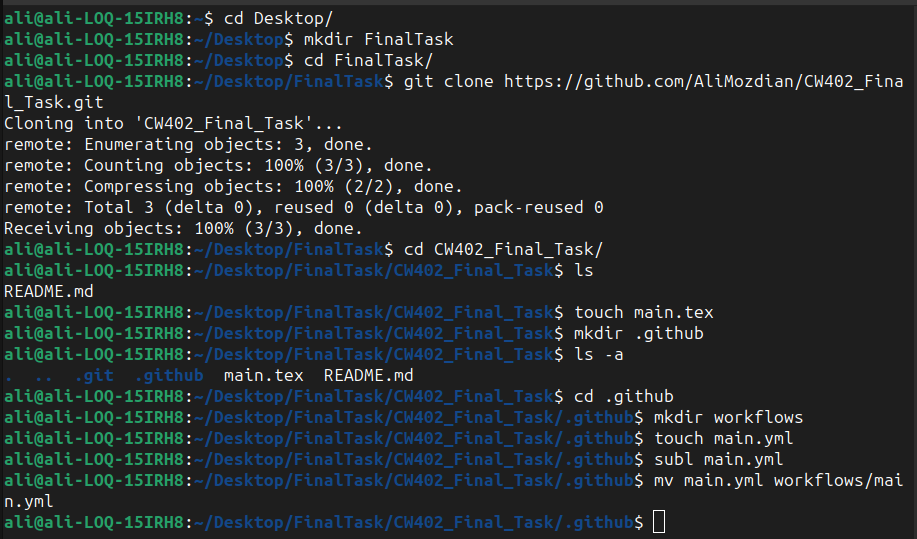 ali@ali-LOQ-15IRH8:~$ cd Desktop/
ali@ali-LOQ-15IRH8:~/Desktop$ mkdir FinalTask
ali@ali-LOQ-15IRH8:~/Desktop$ cd FinalTask/
ali@ali-LOQ-15IRH8:~/Desktop/FinalTask$ git clone https://github.com/AliMozdian/CW402_Fina
l_Task.git
Cloning into 'CW402_Final_Task'...
remote: Enumerating objects: 3, done.
remote: Counting objects: 100% (3/3), done.
remote: Compressing objects: 100% (2/2), done.
remote: Total 3 (delta 0), reused 0 (delta 0), pack-reused 0
Receiving objects: 100% (3/3), done.
ali@ali-LOQ-15IRH8:~/Desktop/FinalTask$ cd CW402_Final_Task/
ali@ali-LOQ-15IRH8:~/Desktop/FinalTask/CW402_Final_Task$ ls
README.md
ali@ali-LOQ-15IRH8:~/Desktop/FinalTask/CW402_Final_Task$ touch main.tex
ali@ali-LOQ-15IRH8:~/Desktop/FinalTask/CW402_Final_Task$ mkdir .github
ali@ali-LOQ-15IRH8:~/Desktop/FinalTask/CW402_Final_Task$ ls -a
.  ..  .git  .github  main.tex  README.md
ali@ali-LOQ-15IRH8:~/Desktop/FinalTask/CW402_Final_Task$ cd .github
ali@ali-LOQ-15IRH8:~/Desktop/FinalTask/CW402_Final_Task/.github$ mkdir workflows
ali@ali-LOQ-15IRH8:~/Desktop/FinalTask/CW402_Final_Task/.github$ touch main.yml
ali@ali-LOQ-15IRH8:~/Desktop/FinalTask/CW402_Final_Task/.github$ subl main.yml
ali@ali-LOQ-15IRH8:~/Desktop/FinalTask/CW402_Final_Task/.github$ mv main.yml workflows/mai
n.yml
ali@ali-LOQ-15IRH8:~/Desktop/FinalTask/CW402_Final_Task/.github$